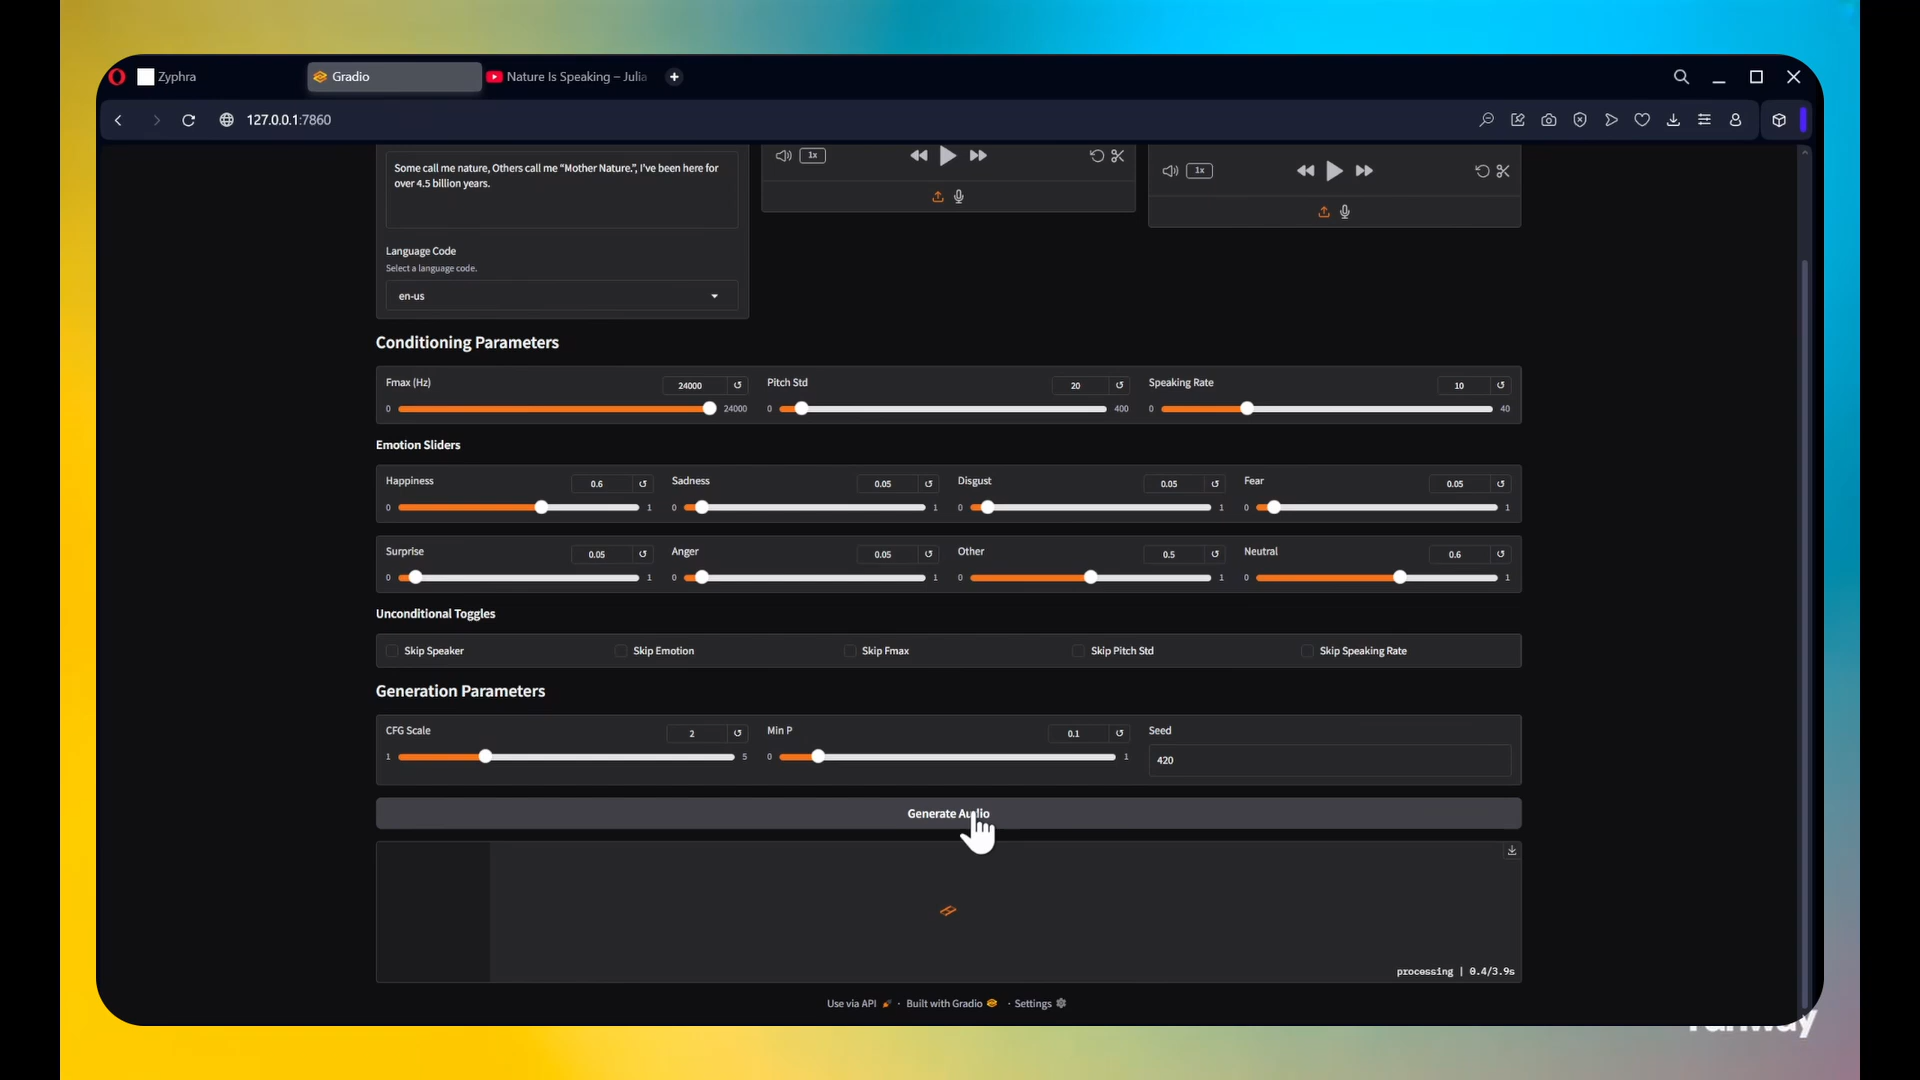 Zyphra
Gradio
Nature Is Speaking – Julia
127.0.0.1:7860
Some call me nature, Others call me “Mother Nature.”, I've been here for
over 4.5 billion years.
1x
1x
Language Code
Select a language code.
en-us
Conditioning Parameters
Fmax (Hz) 24000
0 24000
Pitch Std 20
0 400
Speaking Rate 10
0 40
Emotion Sliders
Happiness 0.6
0 1
Sadness 0.05
0 1
Disgust 0.05
0 1
Fear 0.05
0 1
Surprise 0.05
0 1
Anger 0.05
0 1
Other 0.5
0 1
Neutral 0.6
0 1
Unconditional Toggles
Skip Speaker
Skip Emotion
Skip Fmax
Skip Pitch Std
Skip Speaking Rate
Generation Parameters
CFG Scale 2
1 5
Min P 0.1
0 1
Seed
420
Generate Audio
processing | 0.4/3.9s
Use via API · Built with Gradio · Settings